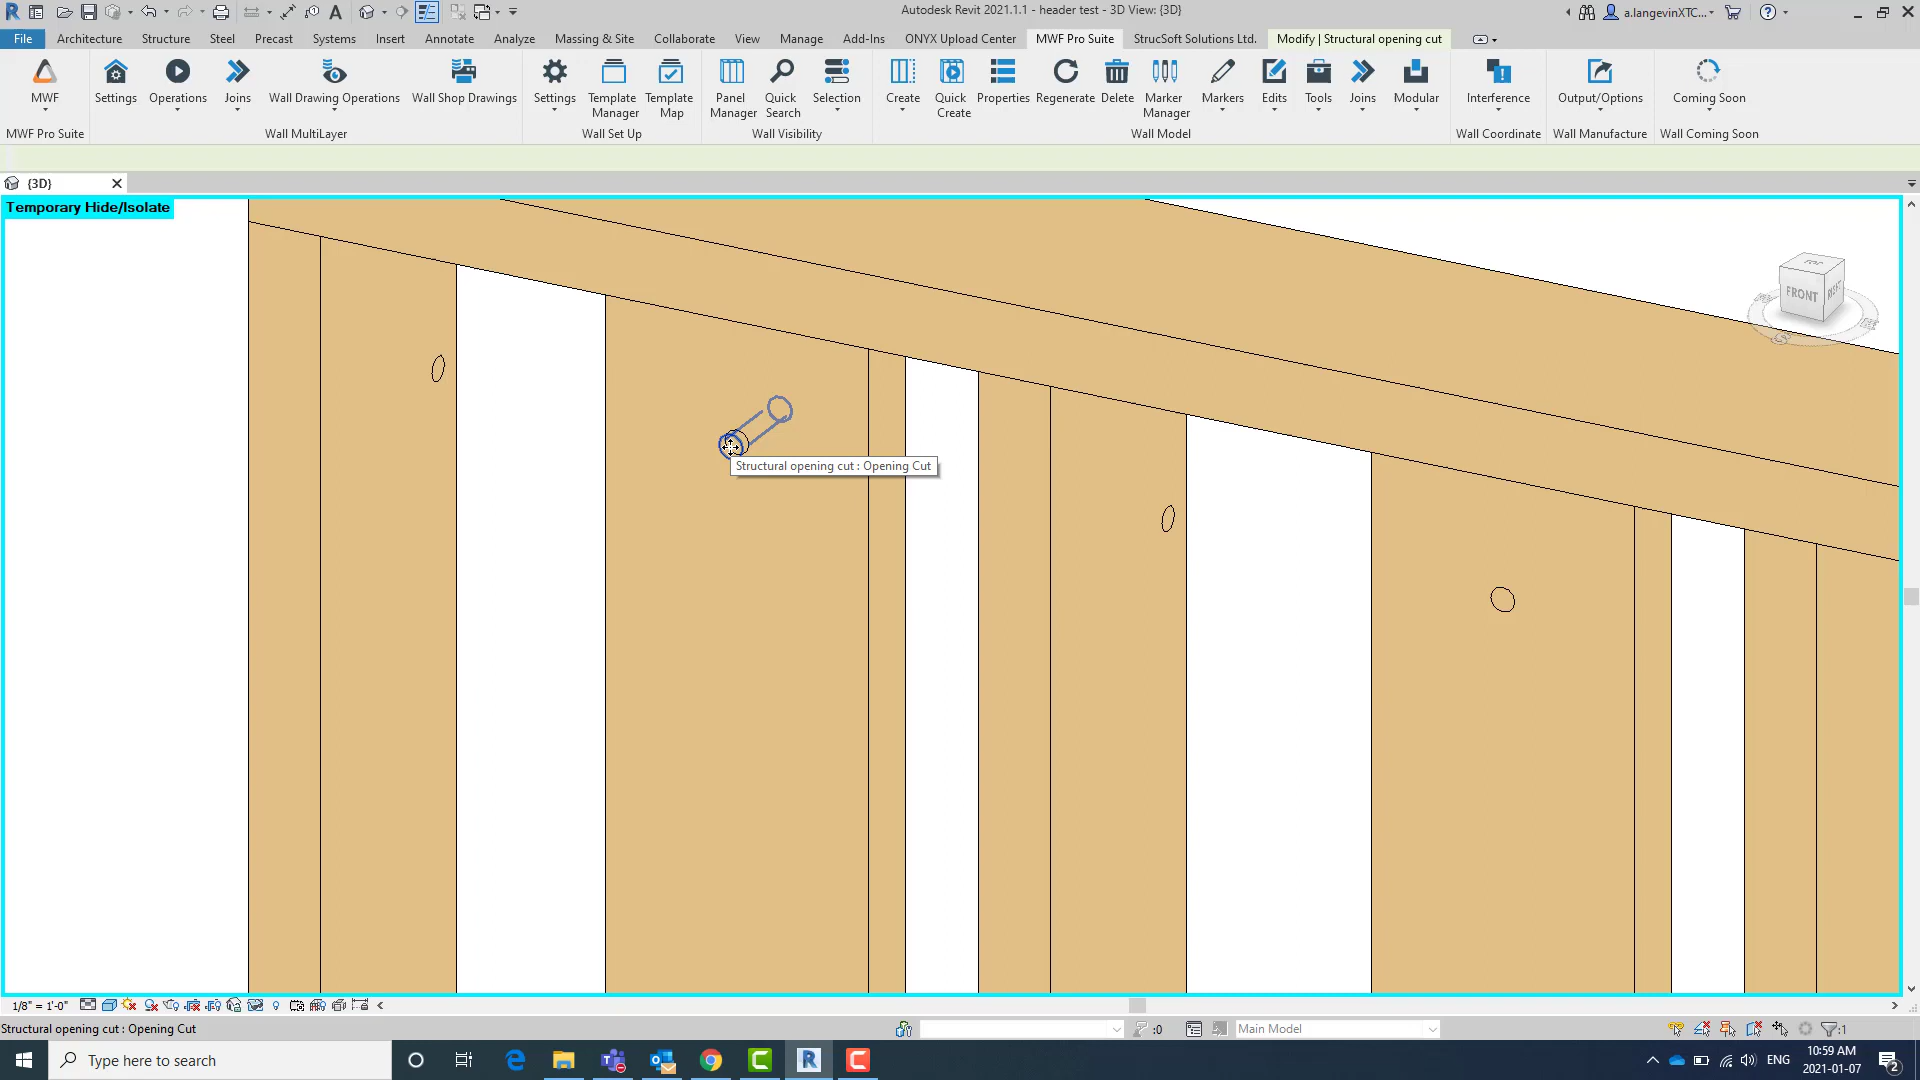 Autodesk Revit 2021.1.1 - header test - 3D View: {3D}
a.langevinXTC...
File Architecture Structure Steel Precast Systems Insert Annotate Analyze Massing & Site Collaborate View Manage Add-Ins ONYX Upload Center MWF Pro Suite StrucSoft Solutions Ltd. Modify | Structural opening cut
MWF Settings Operations Joins Wall Drawing Operations Wall Shop Drawings Settings Template Manager Template Map Panel Manager Quick Search Selection Create Quick Create Properties Regenerate Delete Marker Manager Markers Edits Tools Joins Modular Interference Output/Options Coming Soon
MWF Pro Suite Wall MultiLayer Wall Set Up Wall Visibility Wall Model Wall Coordinate Wall Manufacture Wall Coming Soon
{3D}
Temporary Hide/Isolate
TOP
FRONT
RIGHT
Structural opening cut : Opening Cut
1/8" = 1'-0"
Structural opening cut : Opening Cut
:0
Main Model
:1
Type here to search
ENG
10:59 AM
2021-01-07
2